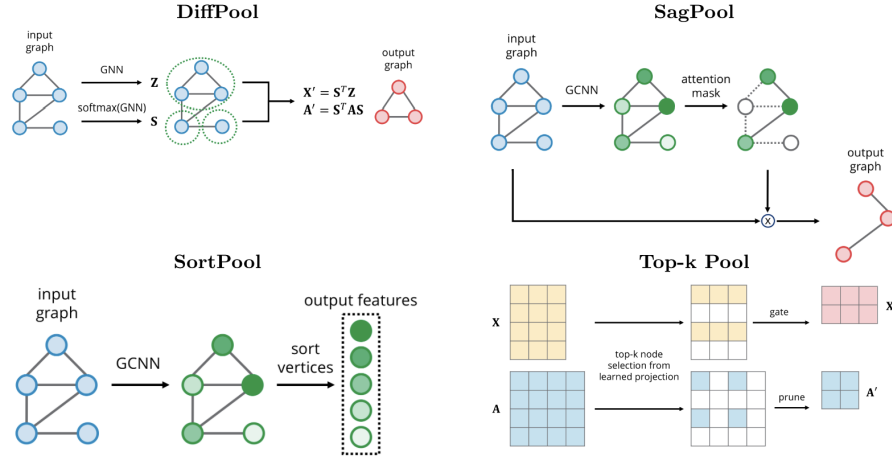 DiffPool
input
graph
GNN
Z
softmax(GNN)
S
X′ = SᵀZ
A′ = SᵀAS
output
graph
SagPool
input
graph
GCNN
attention
mask
output
graph
x
SortPool
input
graph
GCNN
sort
vertices
output features
Top-k Pool
X
gate
X
top-k node
selection from
learned projection
A
prune
A′